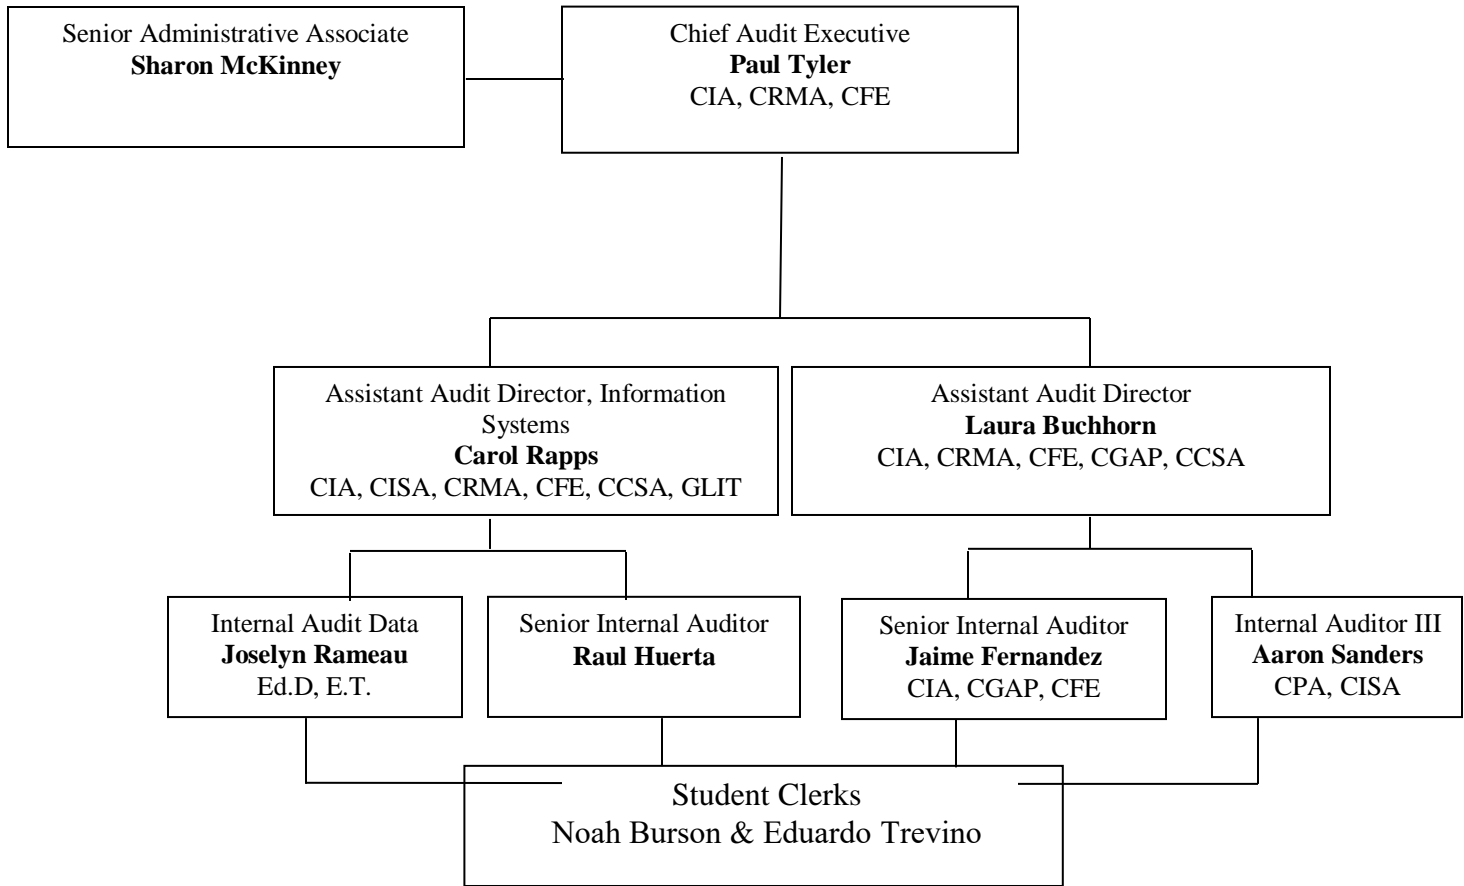 Senior Administrative Associate
Sharon McKinney
Chief Audit Executive
Paul Tyler
CIA, CRMA, CFE
Assistant Audit Director, Information
Systems
Carol Rapps
CIA, CISA, CRMA, CFE, CCSA, GLIT
Assistant Audit Director
Laura Buchhorn
CIA, CRMA, CFE, CGAP, CCSA
Internal Audit Data
Joselyn Rameau
Ed.D, E.T.
Senior Internal Auditor
Raul Huerta
Senior Internal Auditor
Jaime Fernandez
CIA, CGAP, CFE
Internal Auditor III
Aaron Sanders
CPA, CISA
Student Clerks
Noah Burson & Eduardo Trevino